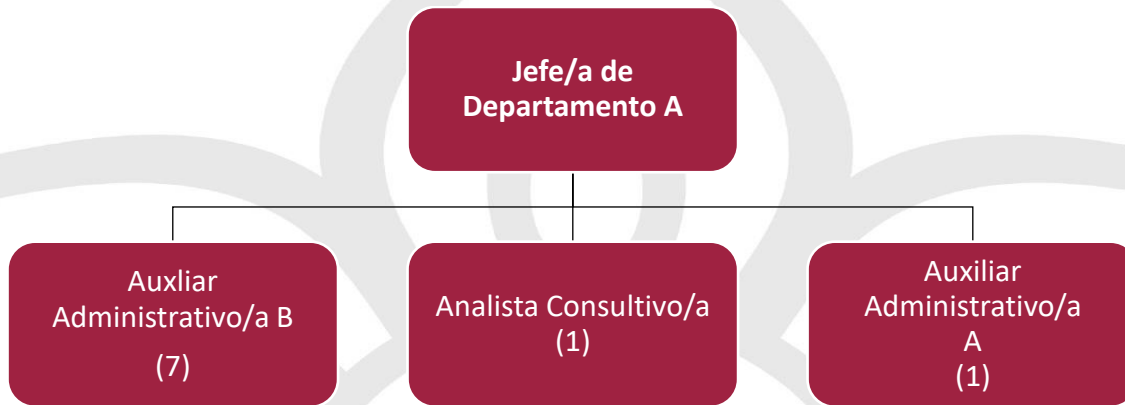 Jefe/a de
Departamento A
Auxliar
Administrativo/a B
(7)
Analista Consultivo/a
(1)
Auxiliar
Administrativo/a
A
(1)